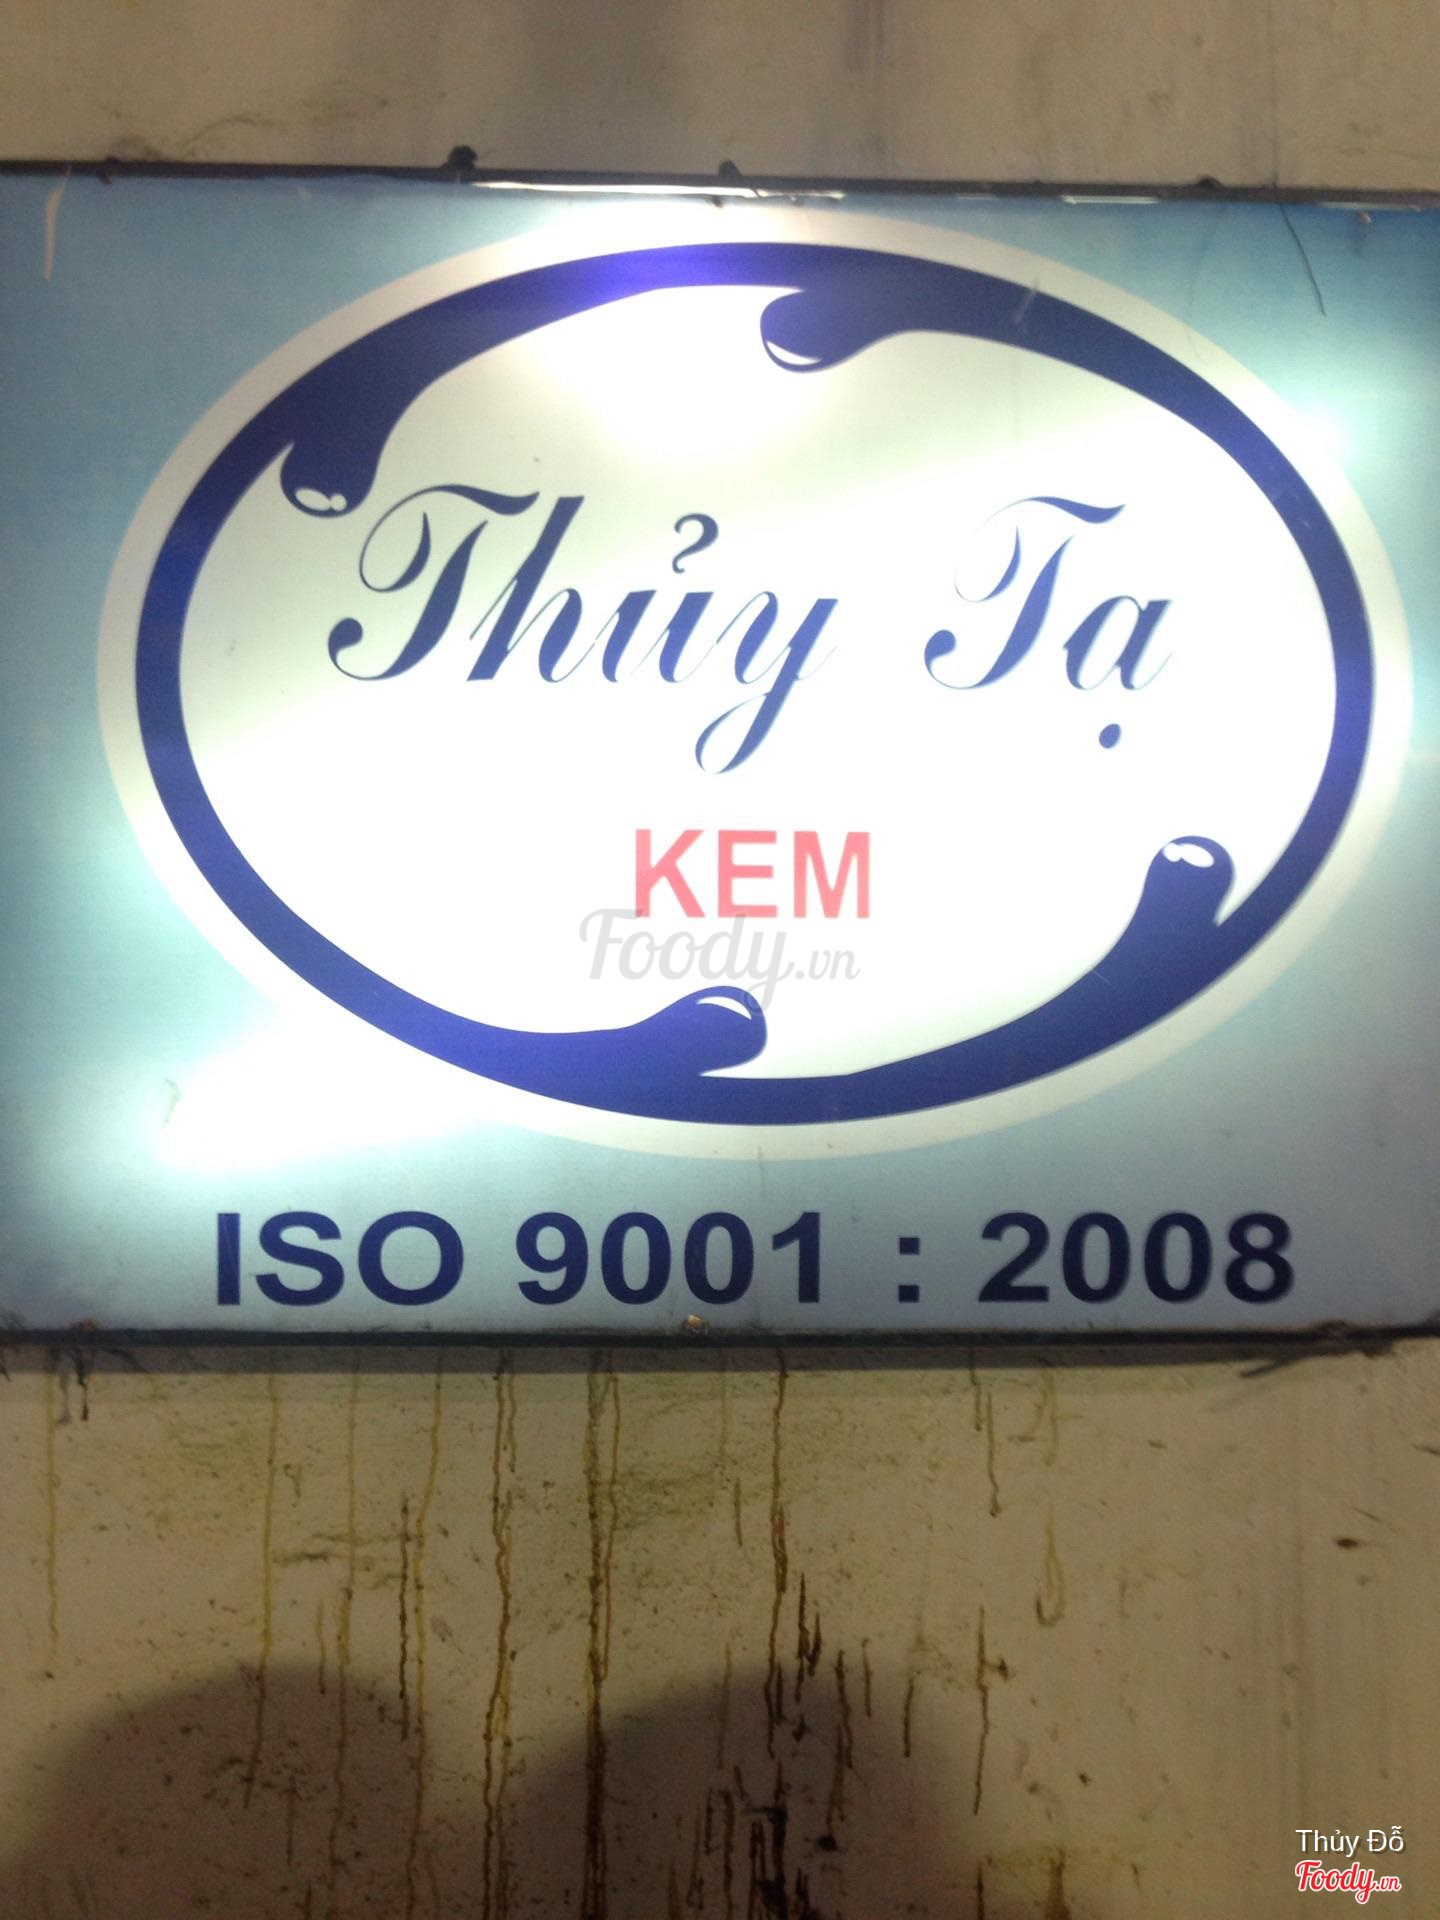 Thủy Tạ
KEM
Foody.vn
ISO 9001 : 2008
Thủy Đỗ
Foody.vn